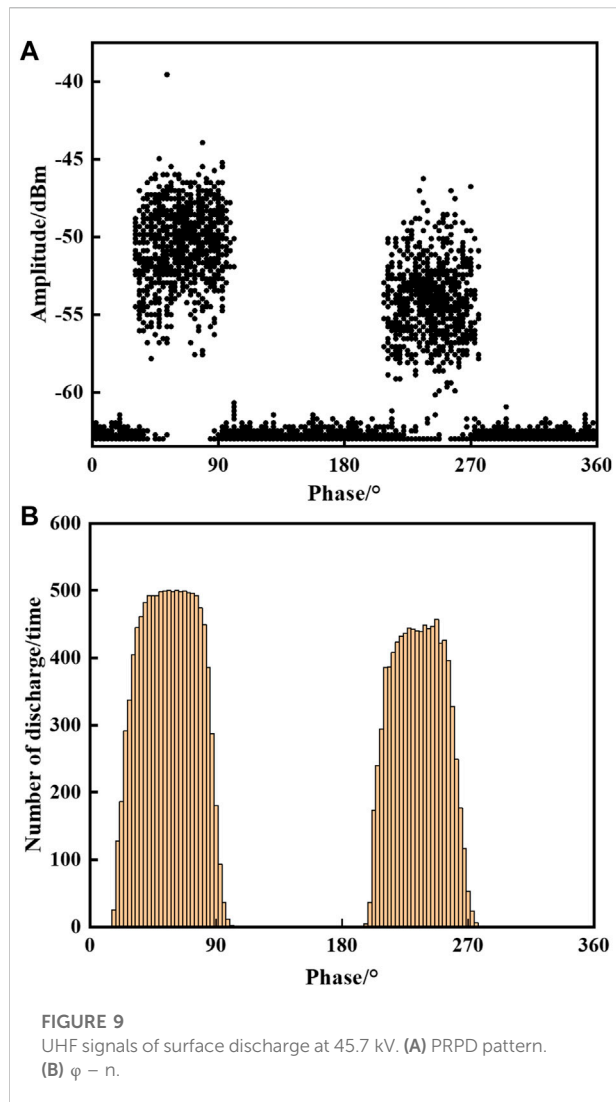 A
-40
-45
-50
-55
-60
Amplitude/dBm
0 90 180 270 360
Phase/°
B
600
500
400
300
200
100
0
Number of discharge/time
0 90 180 270 360
Phase/°
FIGURE 9
UHF signals of surface discharge at 45.7 kV. (A) PRPD pattern.
(B) φ – n.